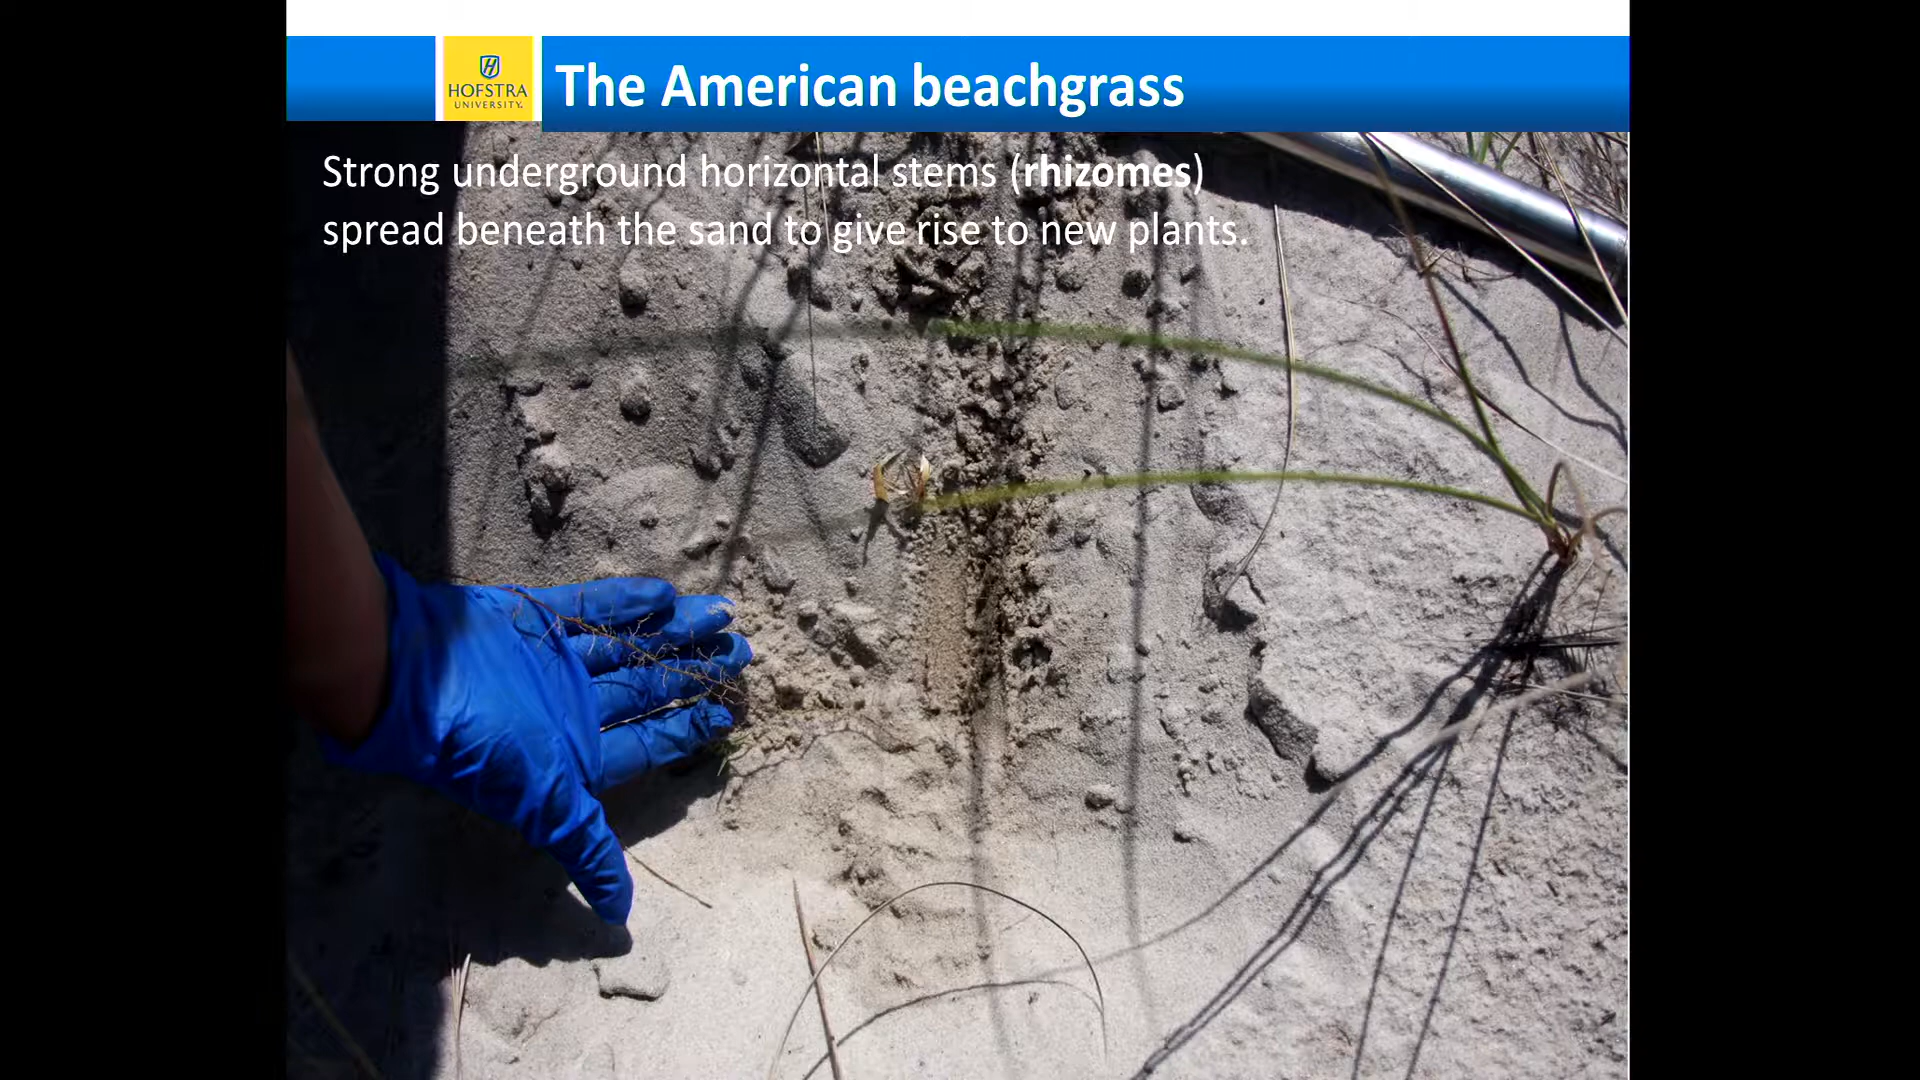 HOFSTRA
UNIVERSITY.
The American beachgrass
Strong underground horizontal stems (rhizomes)
spread beneath the sand to give rise to new plants.